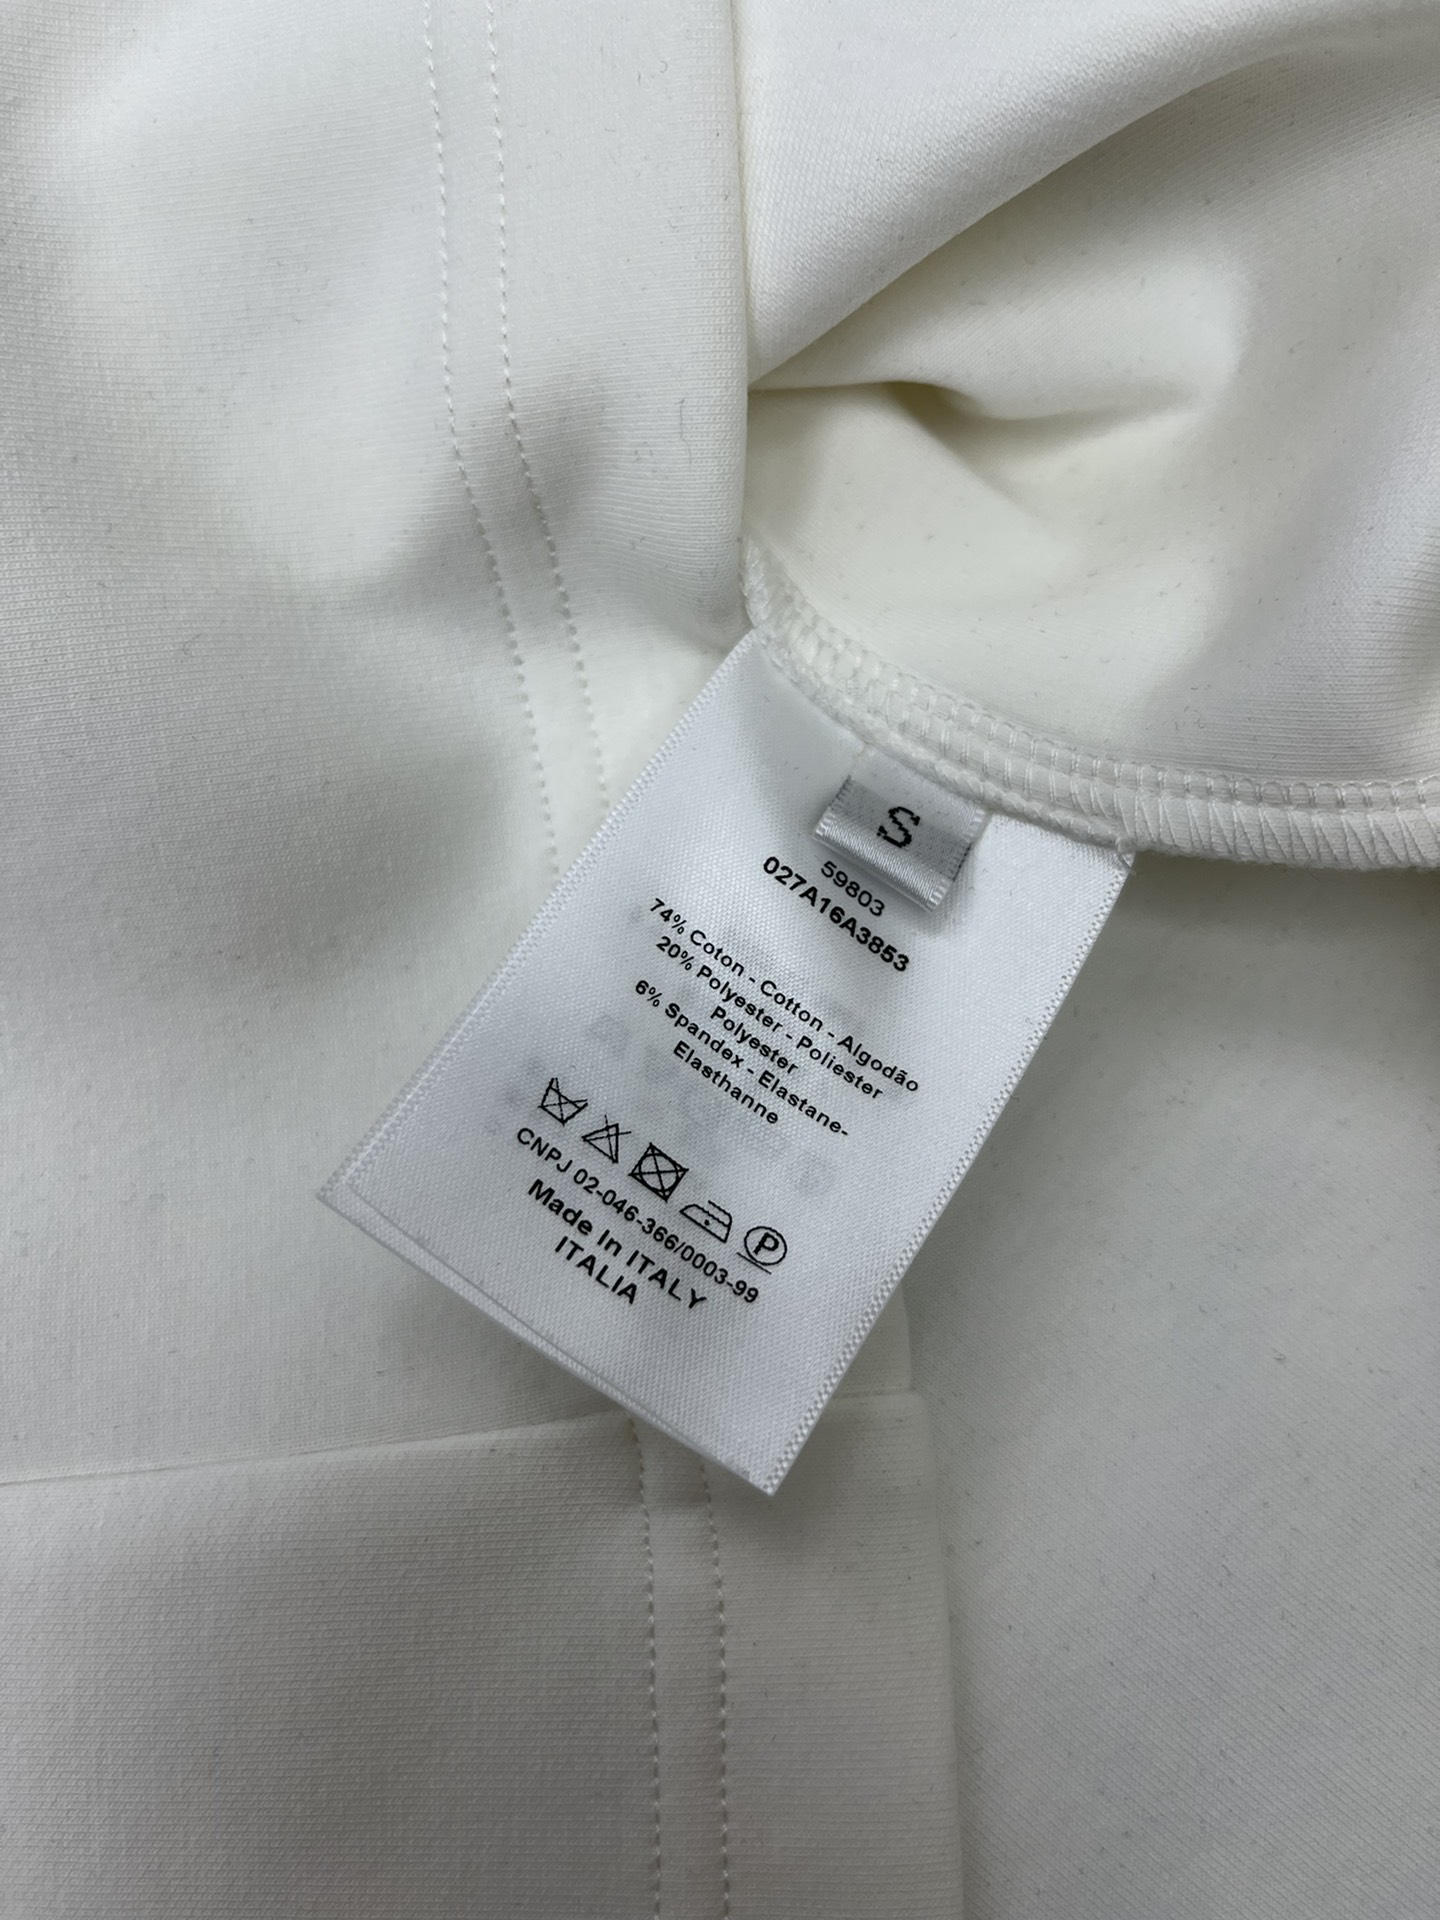 S
59803
027A16A3853
74% Coton - Cotton - Algodão
20% Polyester - Poliester
Polyester
6% Spandex - Elastane-
Elasthanne
P
CNPJ 02-046-366/0003-99
Made In ITALY
ITALIA